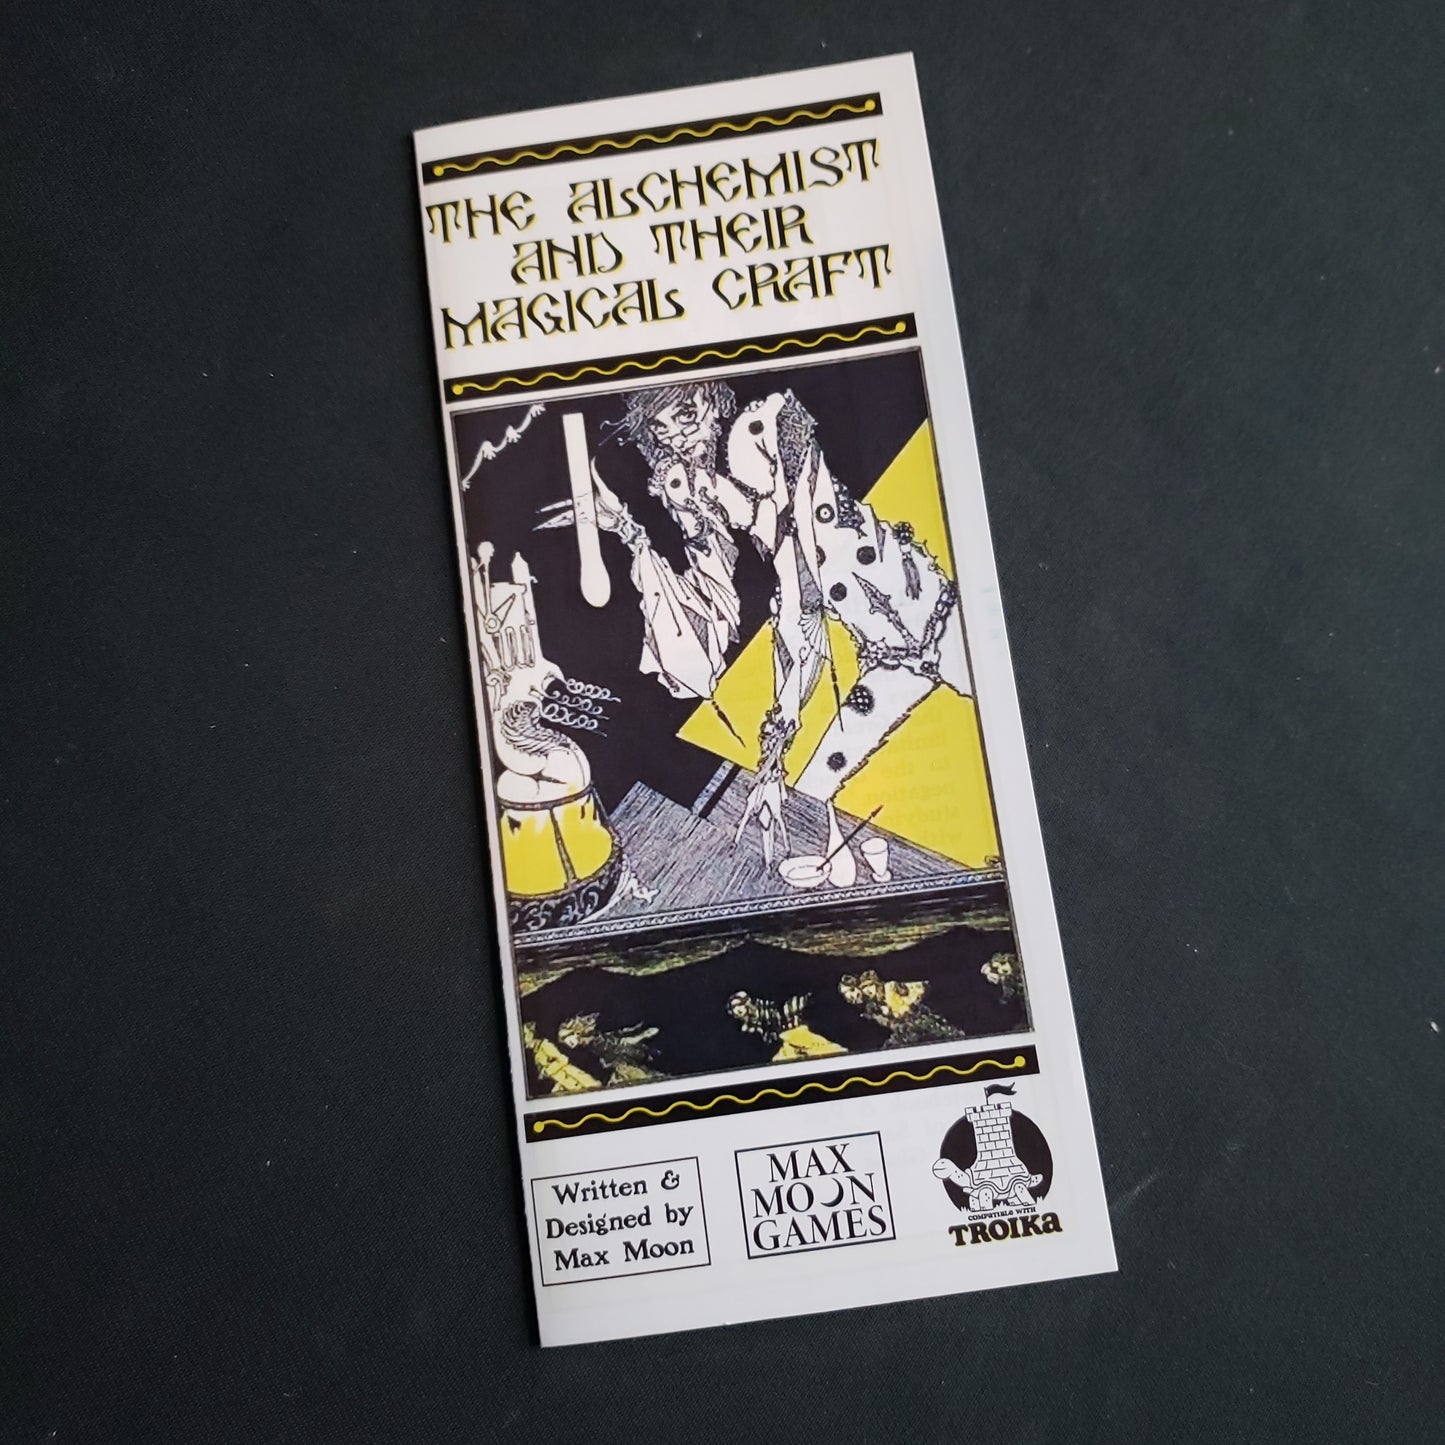 THE ALCHEMIST
AND THEIR
MAGICAL CRAFT
Written &
Designed by
Max Moon
MAX
MOON
GAMES
COMPATIBLE WITH
TROIKA